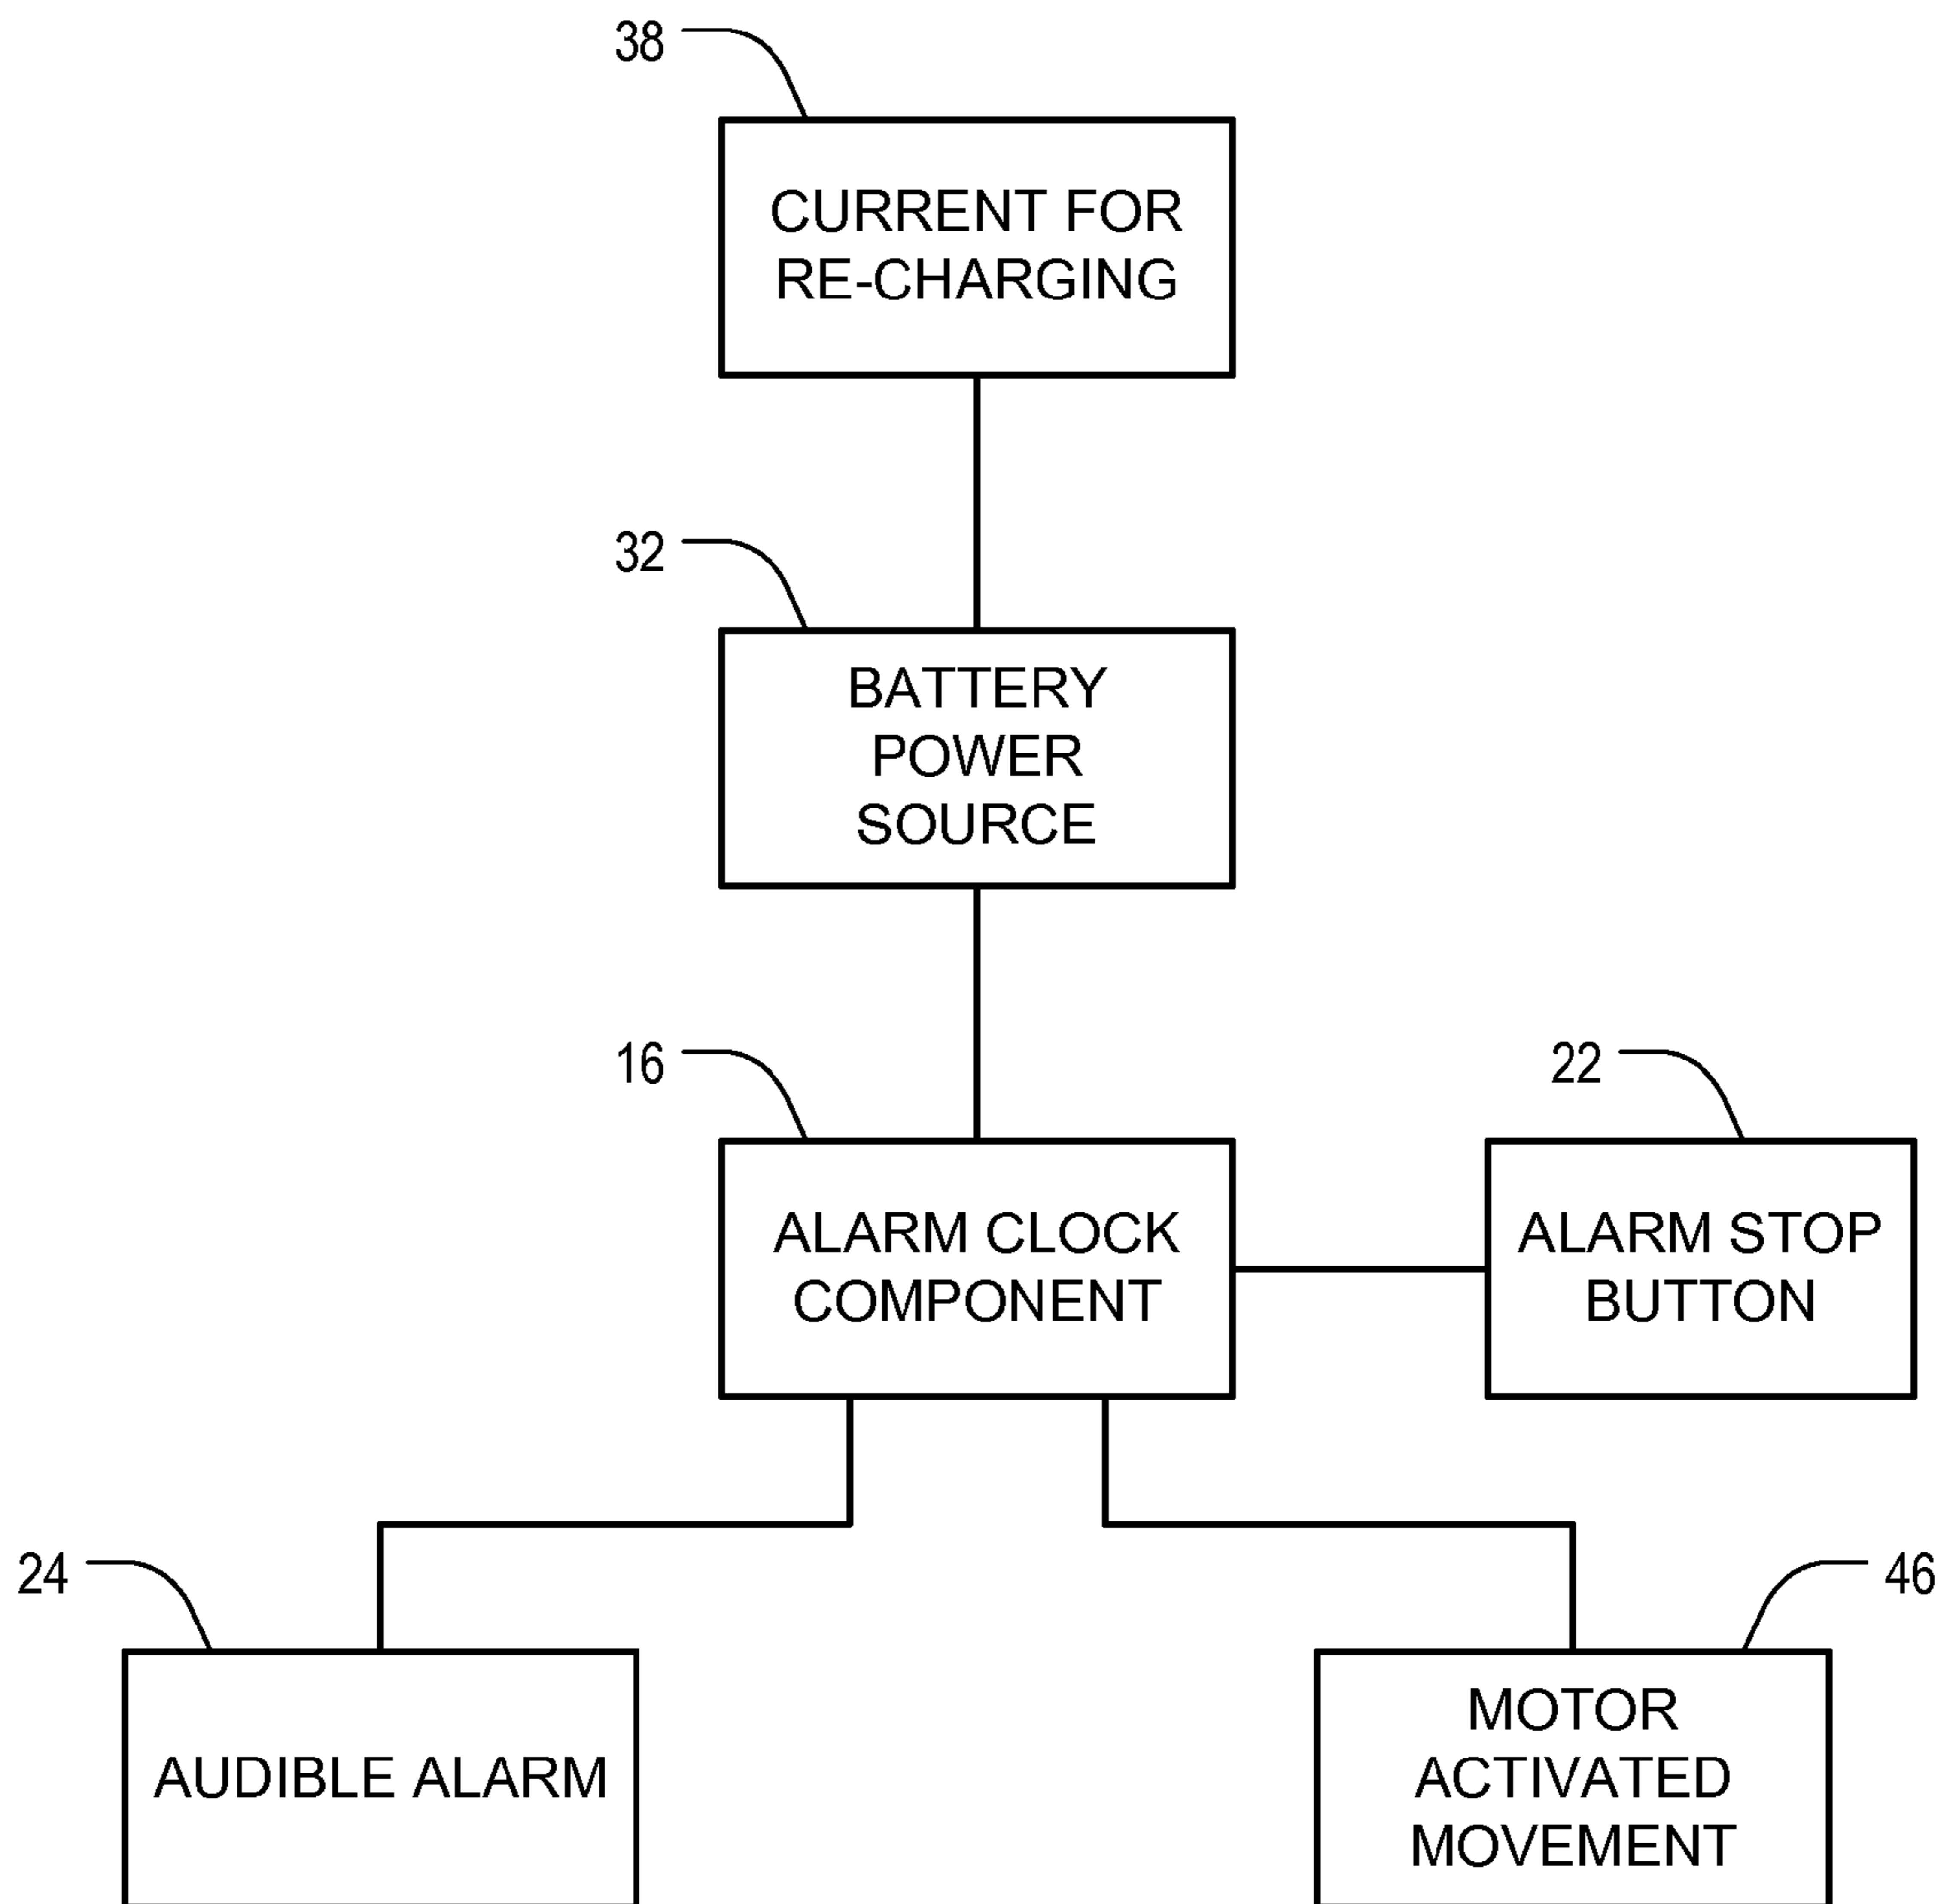 38
CURRENT FOR
RE-CHARGING
32
BATTERY
POWER
SOURCE
16
ALARM CLOCK
COMPONENT
22
ALARM STOP
BUTTON
24
AUDIBLE ALARM
46
MOTOR
ACTIVATED
MOVEMENT